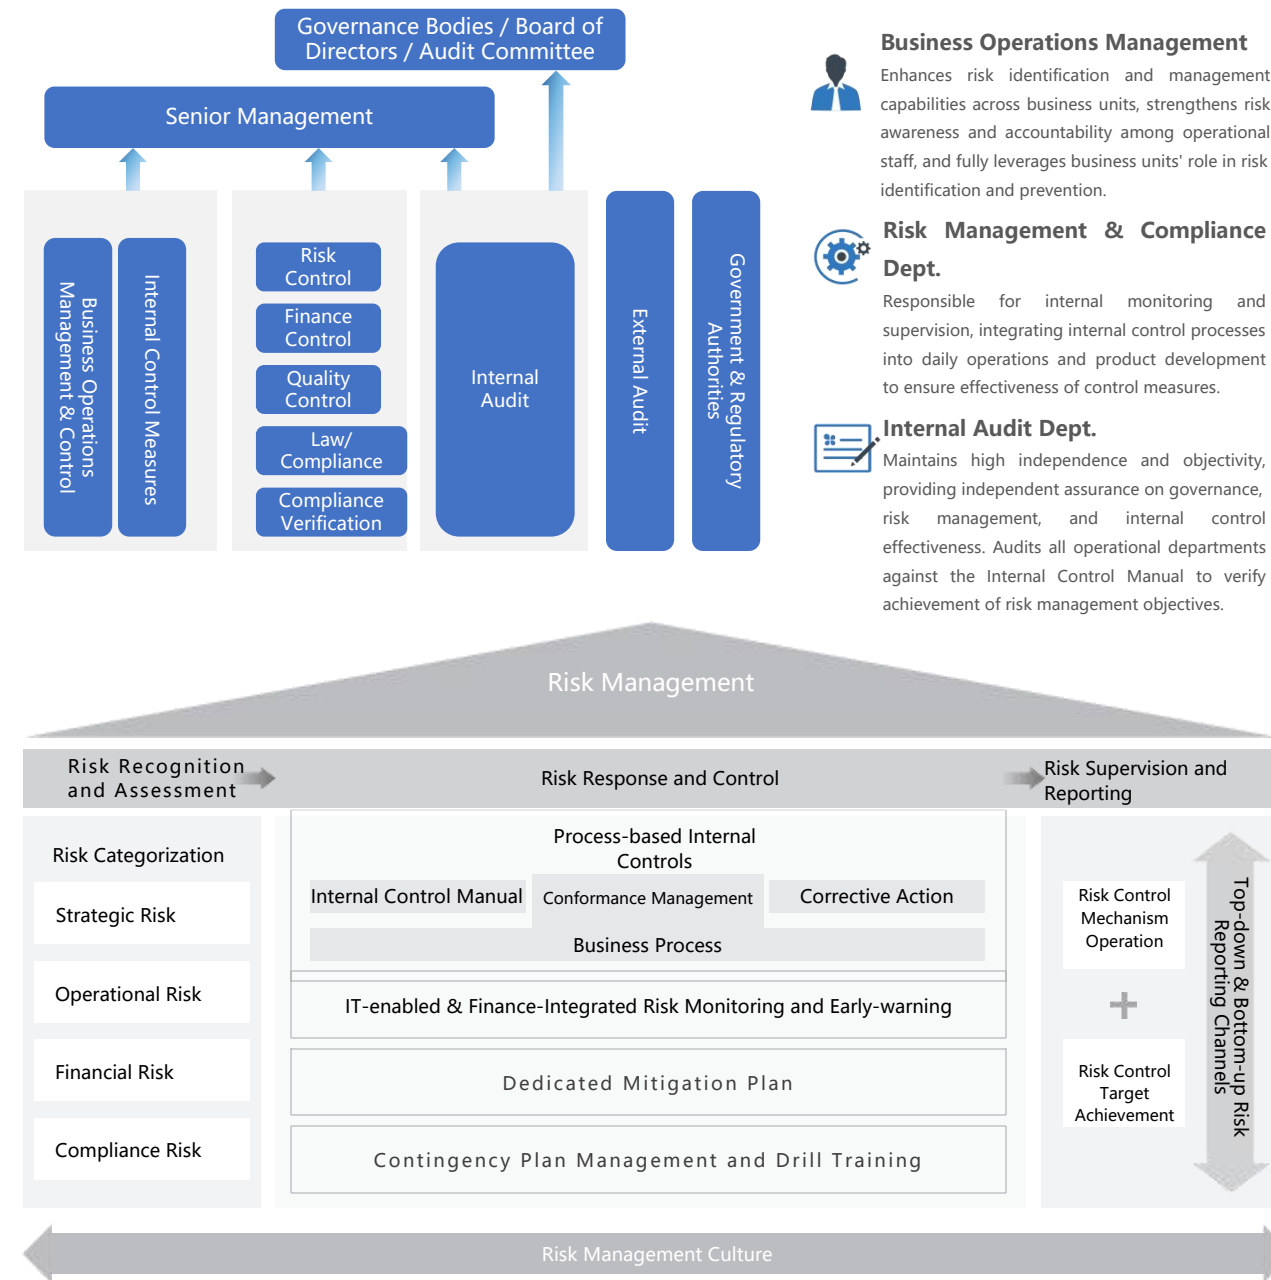 Governance Bodies / Board of
Directors / Audit Committee
Senior Management
Business Operations
Management & Control
Internal Control Measures
Risk
Control
Finance
Control
Quality
Control
Law/
Compliance
Compliance
Verification
Internal
Audit
External Audit
Government & Regulatory
Authorities
Business Operations Management
Enhances risk identification and management
capabilities across business units, strengthens risk
awareness and accountability among operational
staff, and fully leverages business units' role in risk
identification and prevention.
Risk Management & Compliance
Dept.
Responsible for internal monitoring and
supervision, integrating internal control processes
into daily operations and product development
to ensure effectiveness of control measures.
Internal Audit Dept.
Maintains high independence and objectivity,
providing independent assurance on governance,
risk management, and internal control
effectiveness. Audits all operational departments
against the Internal Control Manual to verify
achievement of risk management objectives.
Risk Management
Risk Recognition
and Assessment
Risk Response and Control
Risk Supervision and
Reporting
Risk Categorization
Strategic Risk
Operational Risk
Financial Risk
Compliance Risk
Process-based Internal
Controls
Internal Control Manual
Conformance Management
Corrective Action
Business Process
IT-enabled & Finance-Integrated Risk Monitoring and Early-warning
Dedicated Mitigation Plan
Contingency Plan Management and Drill Training
Risk Control
Mechanism
Operation
Risk Control
Target
Achievement
Top-down & Bottom-up Risk
Reporting Channels
Risk Management Culture